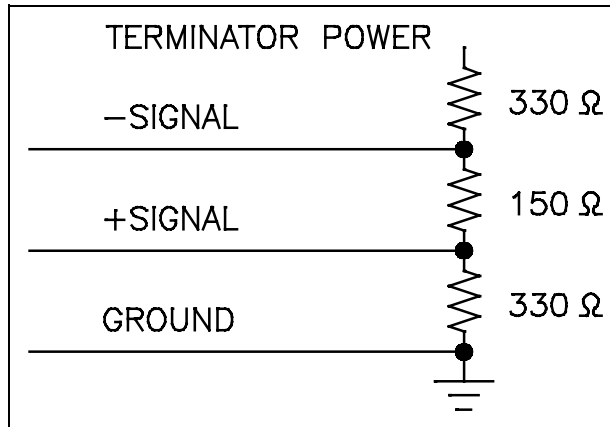 TERMINATOR POWER
330 Ω
−SIGNAL
150 Ω
+SIGNAL
330 Ω
GROUND